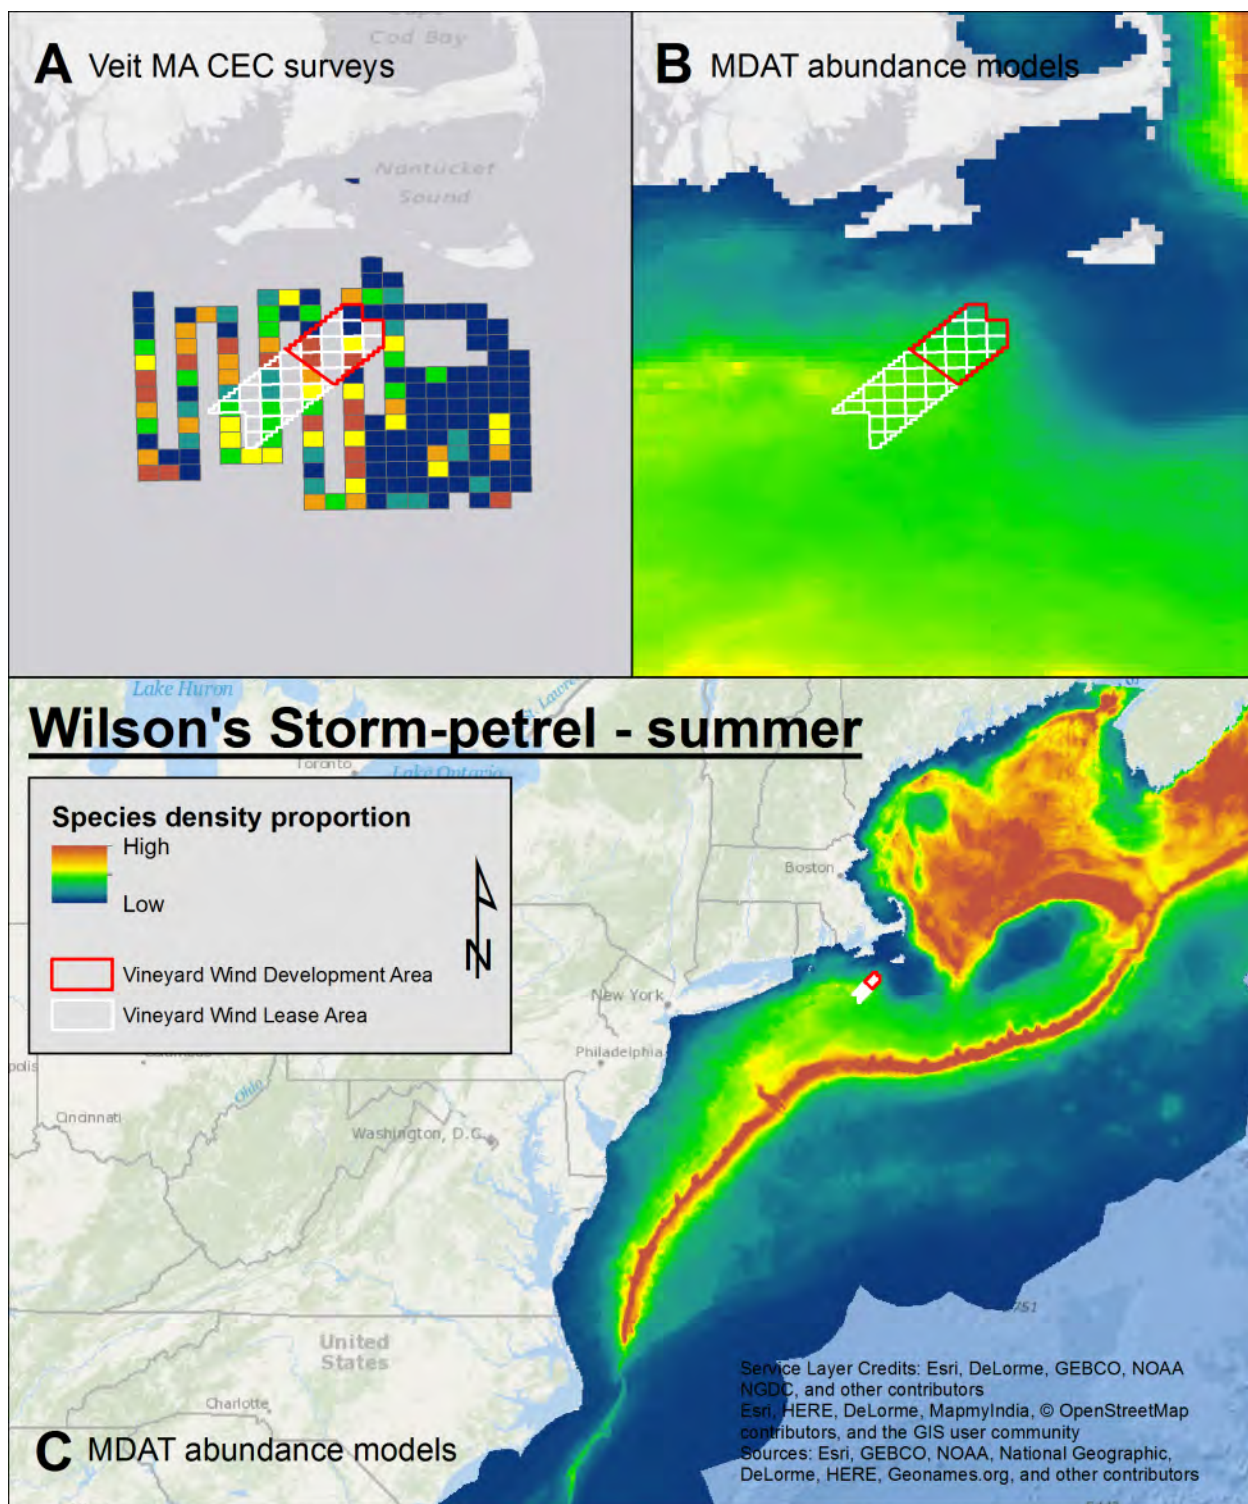 A Veit MA CEC surveys
Cod Bay
Nantucket
Sound
B MDAT abundance models
Lake Huron
St. Lawre
Wilson's Storm-petrel - summer
Toronto
Lake Ontario
Species density proportion
High
Low
Vineyard Wind Development Area
Vineyard Wind Lease Area
N
Boston
New York
Philadelphia
polis
Ohio
Cincinnati
Washington, D.C.
United
States
Charlotte
C MDAT abundance models
Service Layer Credits: Esri, DeLorme, GEBCO, NOAA
NGDC, and other contributors
Esri, HERE, DeLorme, MapmyIndia, © OpenStreetMap
contributors, and the GIS user community
Sources: Esri, GEBCO, NOAA, National Geographic,
DeLorme, HERE, Geonames.org, and other contributors